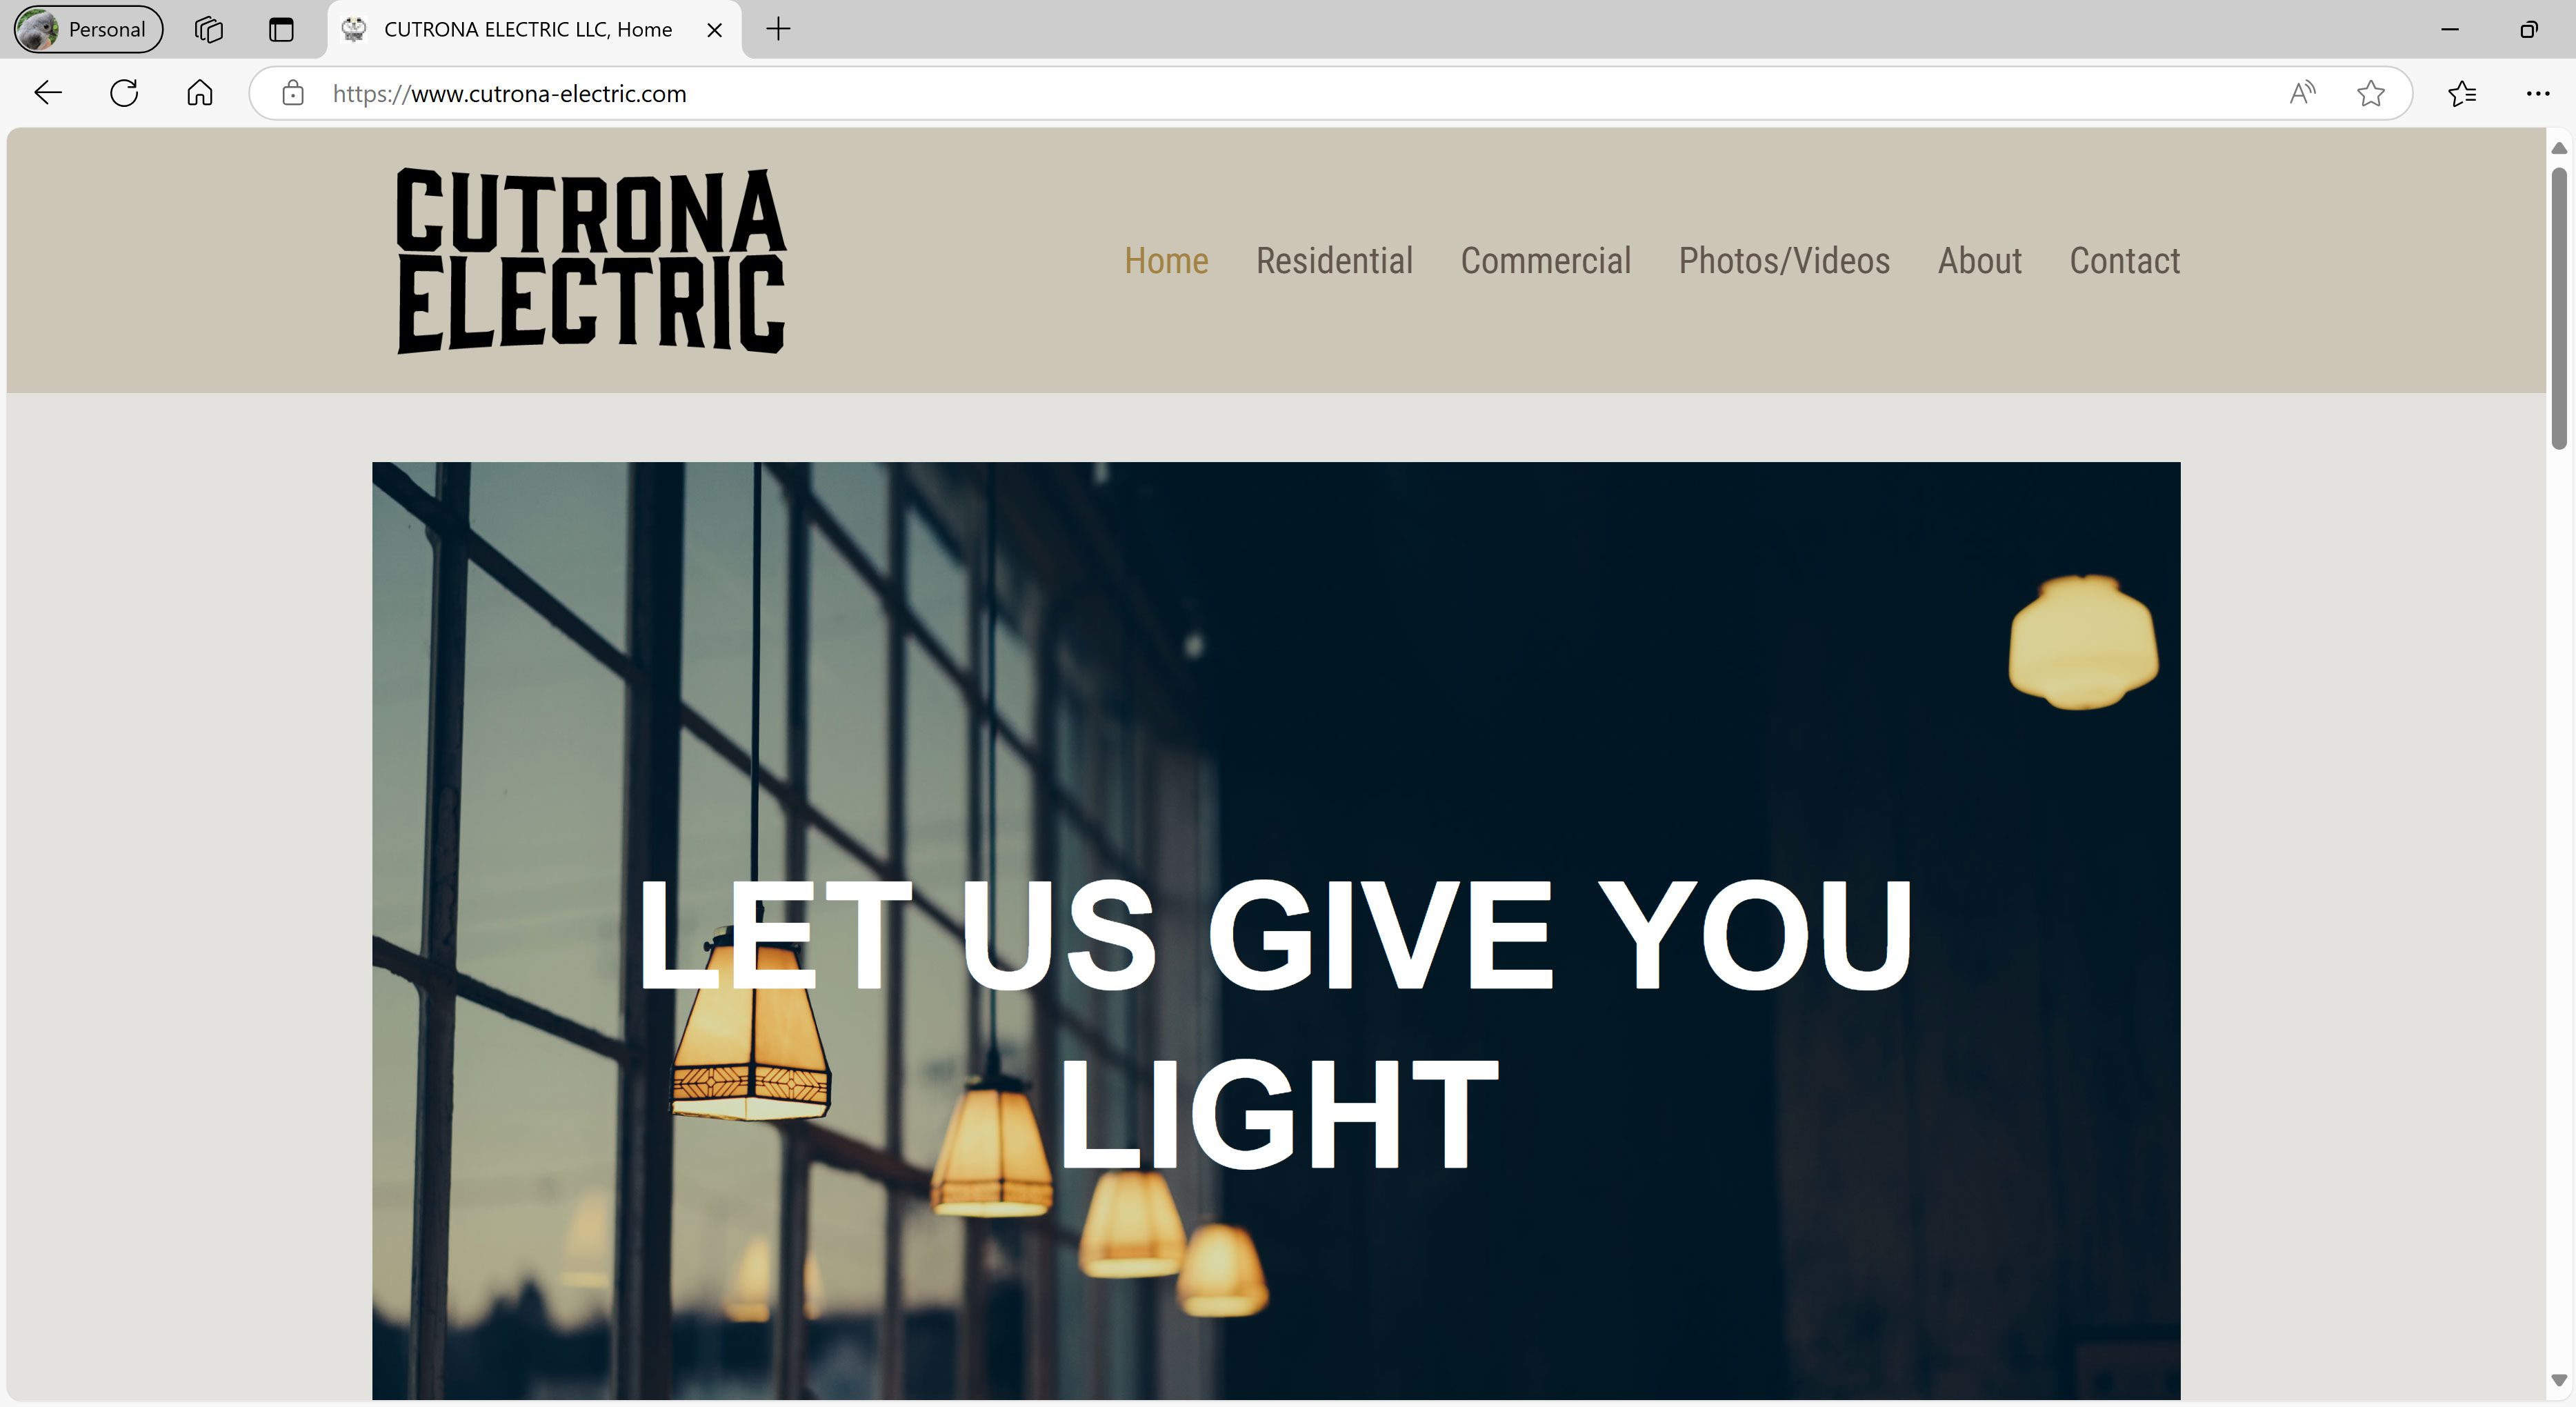 Personal
CUTRONA ELECTRIC LLC, Home
https://www.cutrona-electric.com
CUTRONA
ELECTRIC
Home Residential Commercial Photos/Videos About Contact
LET US GIVE YOU
LIGHT